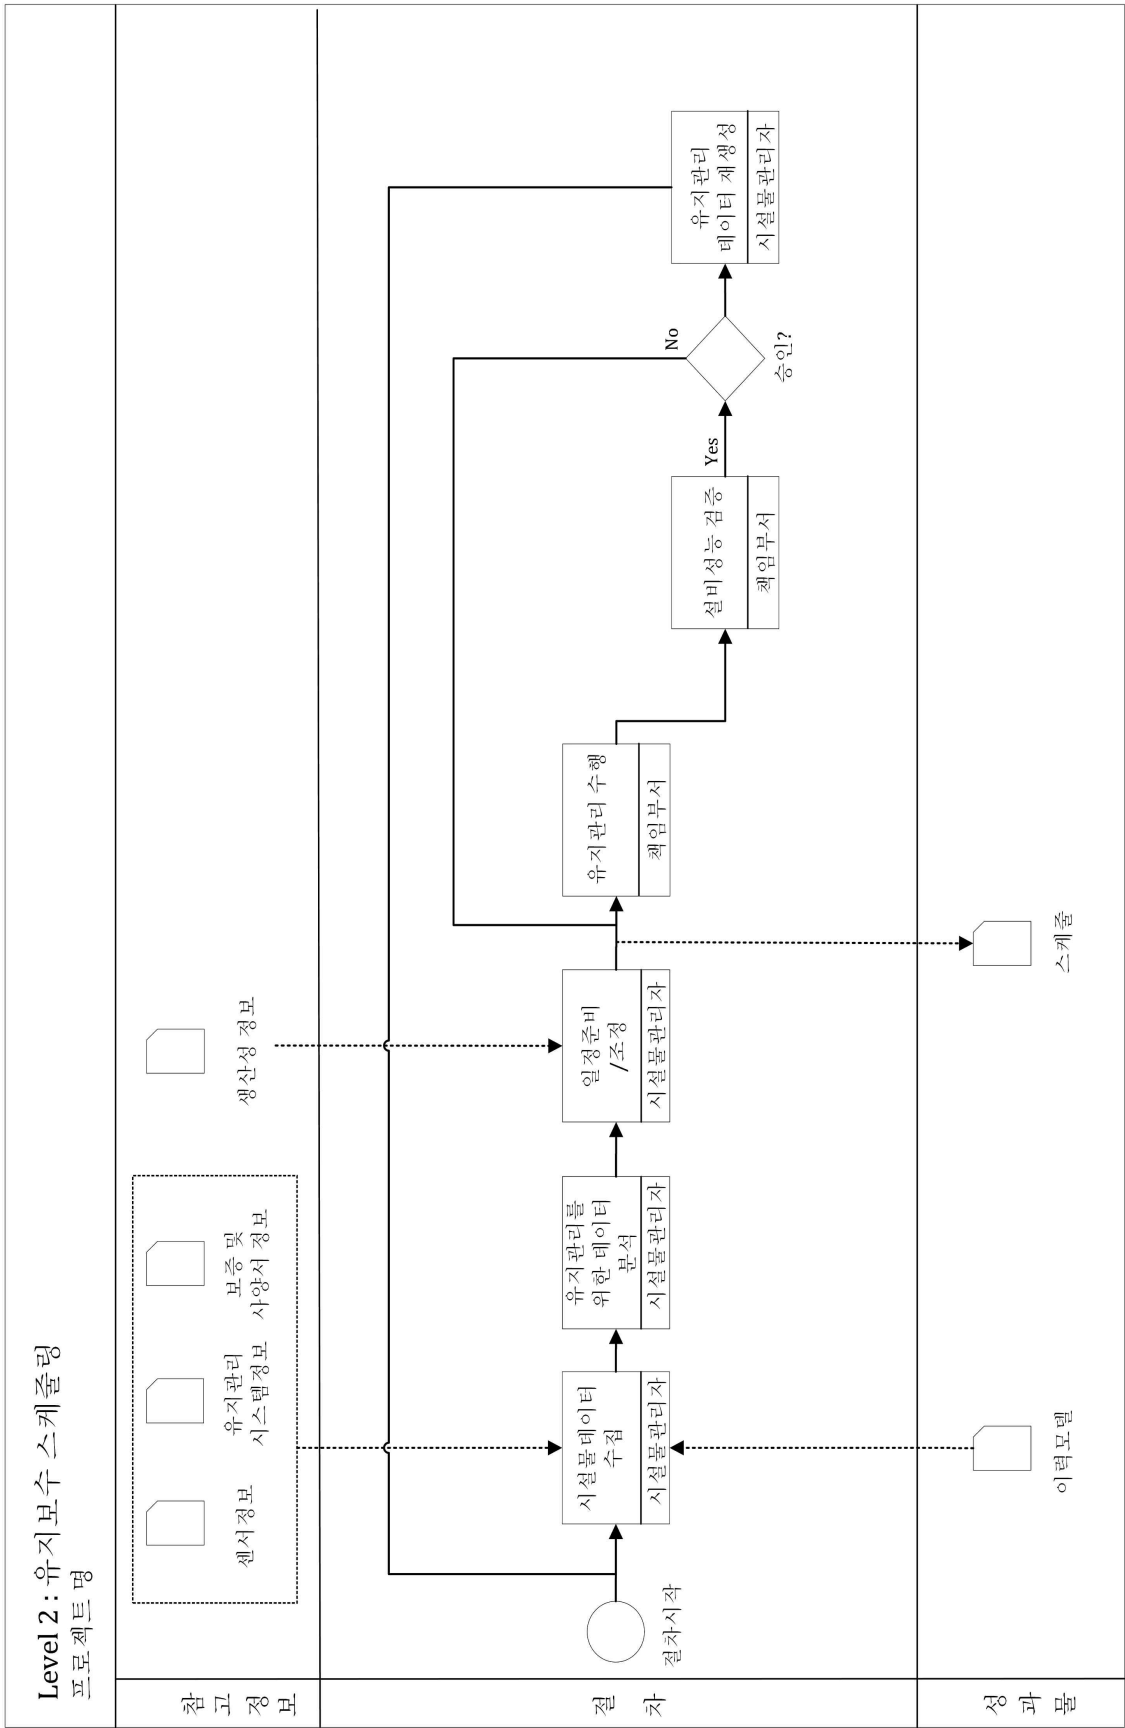 Level 2 : 유지보수 스케줄링
프로젝트 명
참고정보
센서정보
유지관리
시스템정보
보증 및
사양서 정보
생산성 정보
절차
절차시작
시설물데이터
수집
시설물관리자
유지관리를
위한 데이터
분석
시설물관리자
일정준비
/조정
시설물관리자
유지관리 수행
책임부서
설비성능 검증
책임부서
Yes
No
승인?
유지관리
데이터 재생성
시설물관리자
성과물
이력모델
스케줄